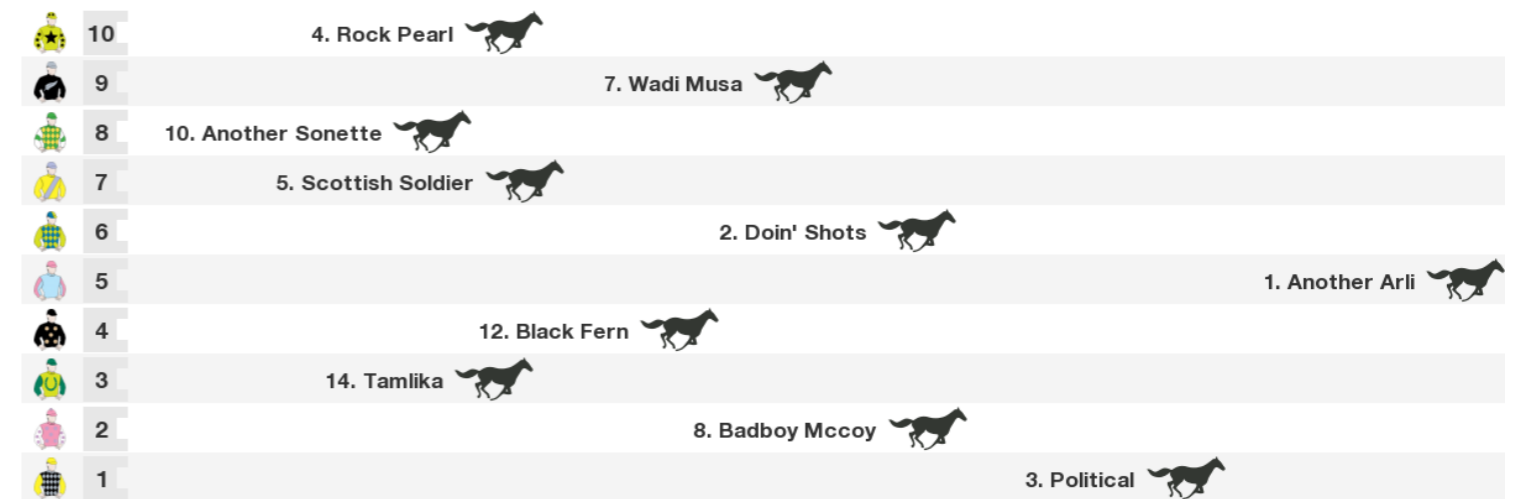 10 4. Rock Pearl
9 7. Wadi Musa
8 10. Another Sonette
7 5. Scottish Soldier
6 2. Doin' Shots
5 1. Another Arli
4 12. Black Fern
3 14. Tamlika
2 8. Badboy Mccoy
1 3. Political